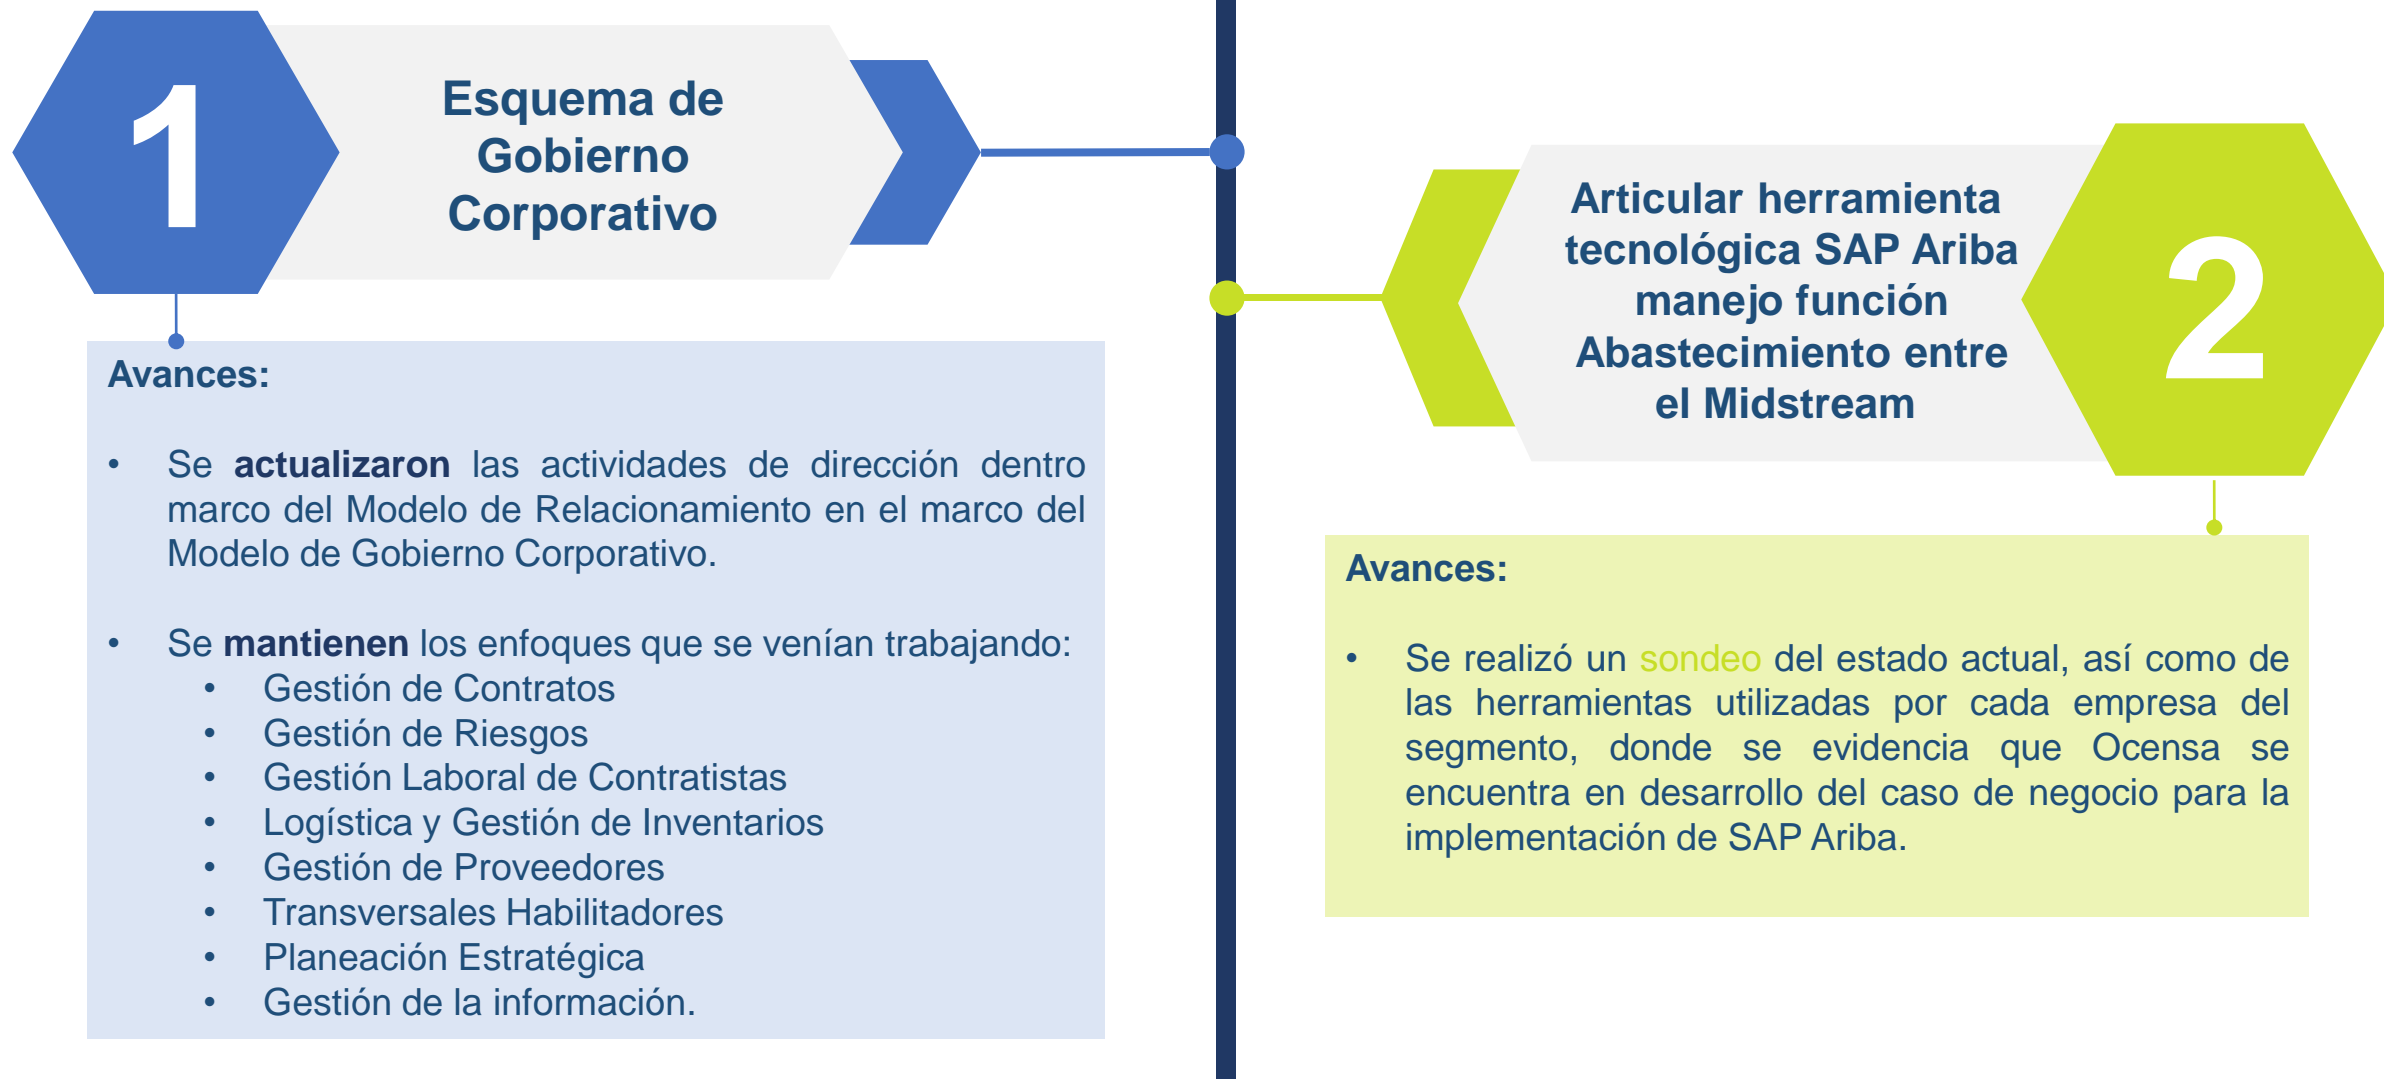 1
Esquema de
Gobierno
Corporativo
Avances:
• Se actualizaron las actividades de dirección dentro
marco del Modelo de Relacionamiento en el marco del
Modelo de Gobierno Corporativo.
• Se mantienen los enfoques que se venían trabajando:
• Gestión de Contratos
• Gestión de Riesgos
• Gestión Laboral de Contratistas
• Logística y Gestión de Inventarios
• Gestión de Proveedores
• Transversales Habilitadores
• Planeación Estratégica
• Gestión de la información.
Articular herramienta
tecnológica SAP Ariba
manejo función
Abastecimiento entre
el Midstream
2
Avances:
• Se realizó un sondeo del estado actual, así como de
las herramientas utilizadas por cada empresa del
segmento, donde se evidencia que Ocensa se
encuentra en desarrollo del caso de negocio para la
implementación de SAP Ariba.